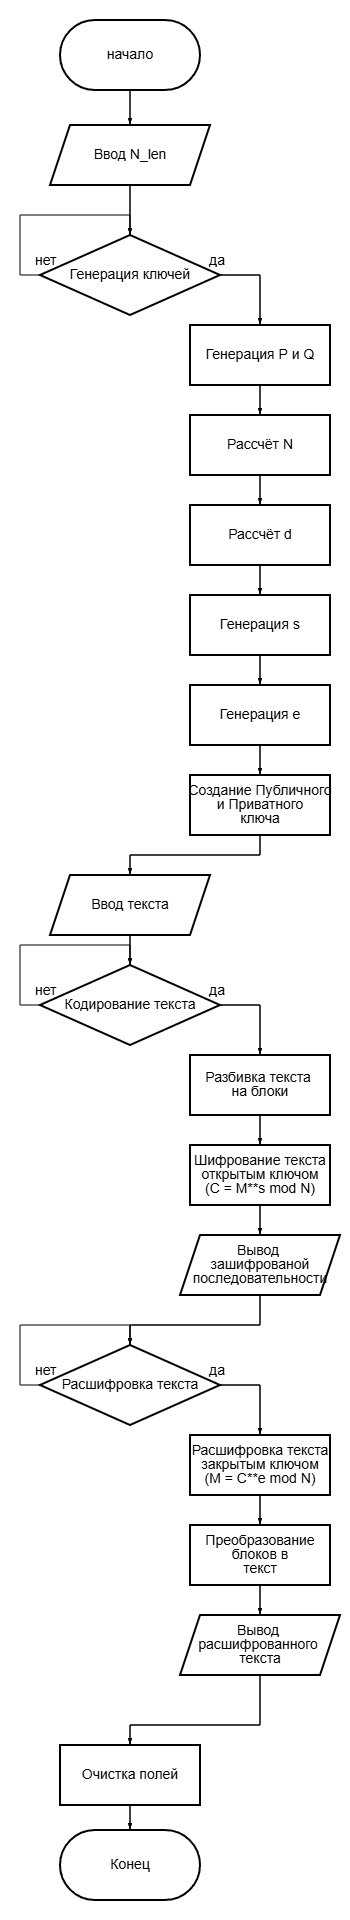 начало
Ввод N_len
нет
да
Генерация ключей
Генерация P и Q
Рассчёт N
Рассчёт d
Генерация s
Генерация e
Создание Публичного
и Приватного
ключа
Ввод текста
нет
да
Кодирование текста
Разбивка текста
на блоки
Шифрование текста
открытым ключом
(C = M**s mod N)
Вывод
зашифрованой
последовательности
нет
да
Расшифровка текста
Расшифровка текста
закрытым ключом
(M = C**e mod N)
Преобразование
блоков в
текст
Вывод
расшифрованного
текста
Очистка полей
Конец